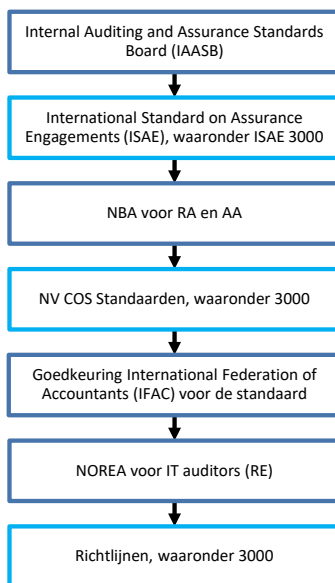 Internal Auditing and Assurance Standards
Board (IAASB)
International Standard on Assurance
Engagements (ISAE), waaronder ISAE 3000
NBA voor RA en AA
NV COS Standaarden, waaronder 3000
Goedkeuring International Federation of
Accountants (IFAC) voor de standaard
NOREA voor IT auditors (RE)
Richtlijnen, waaronder 3000